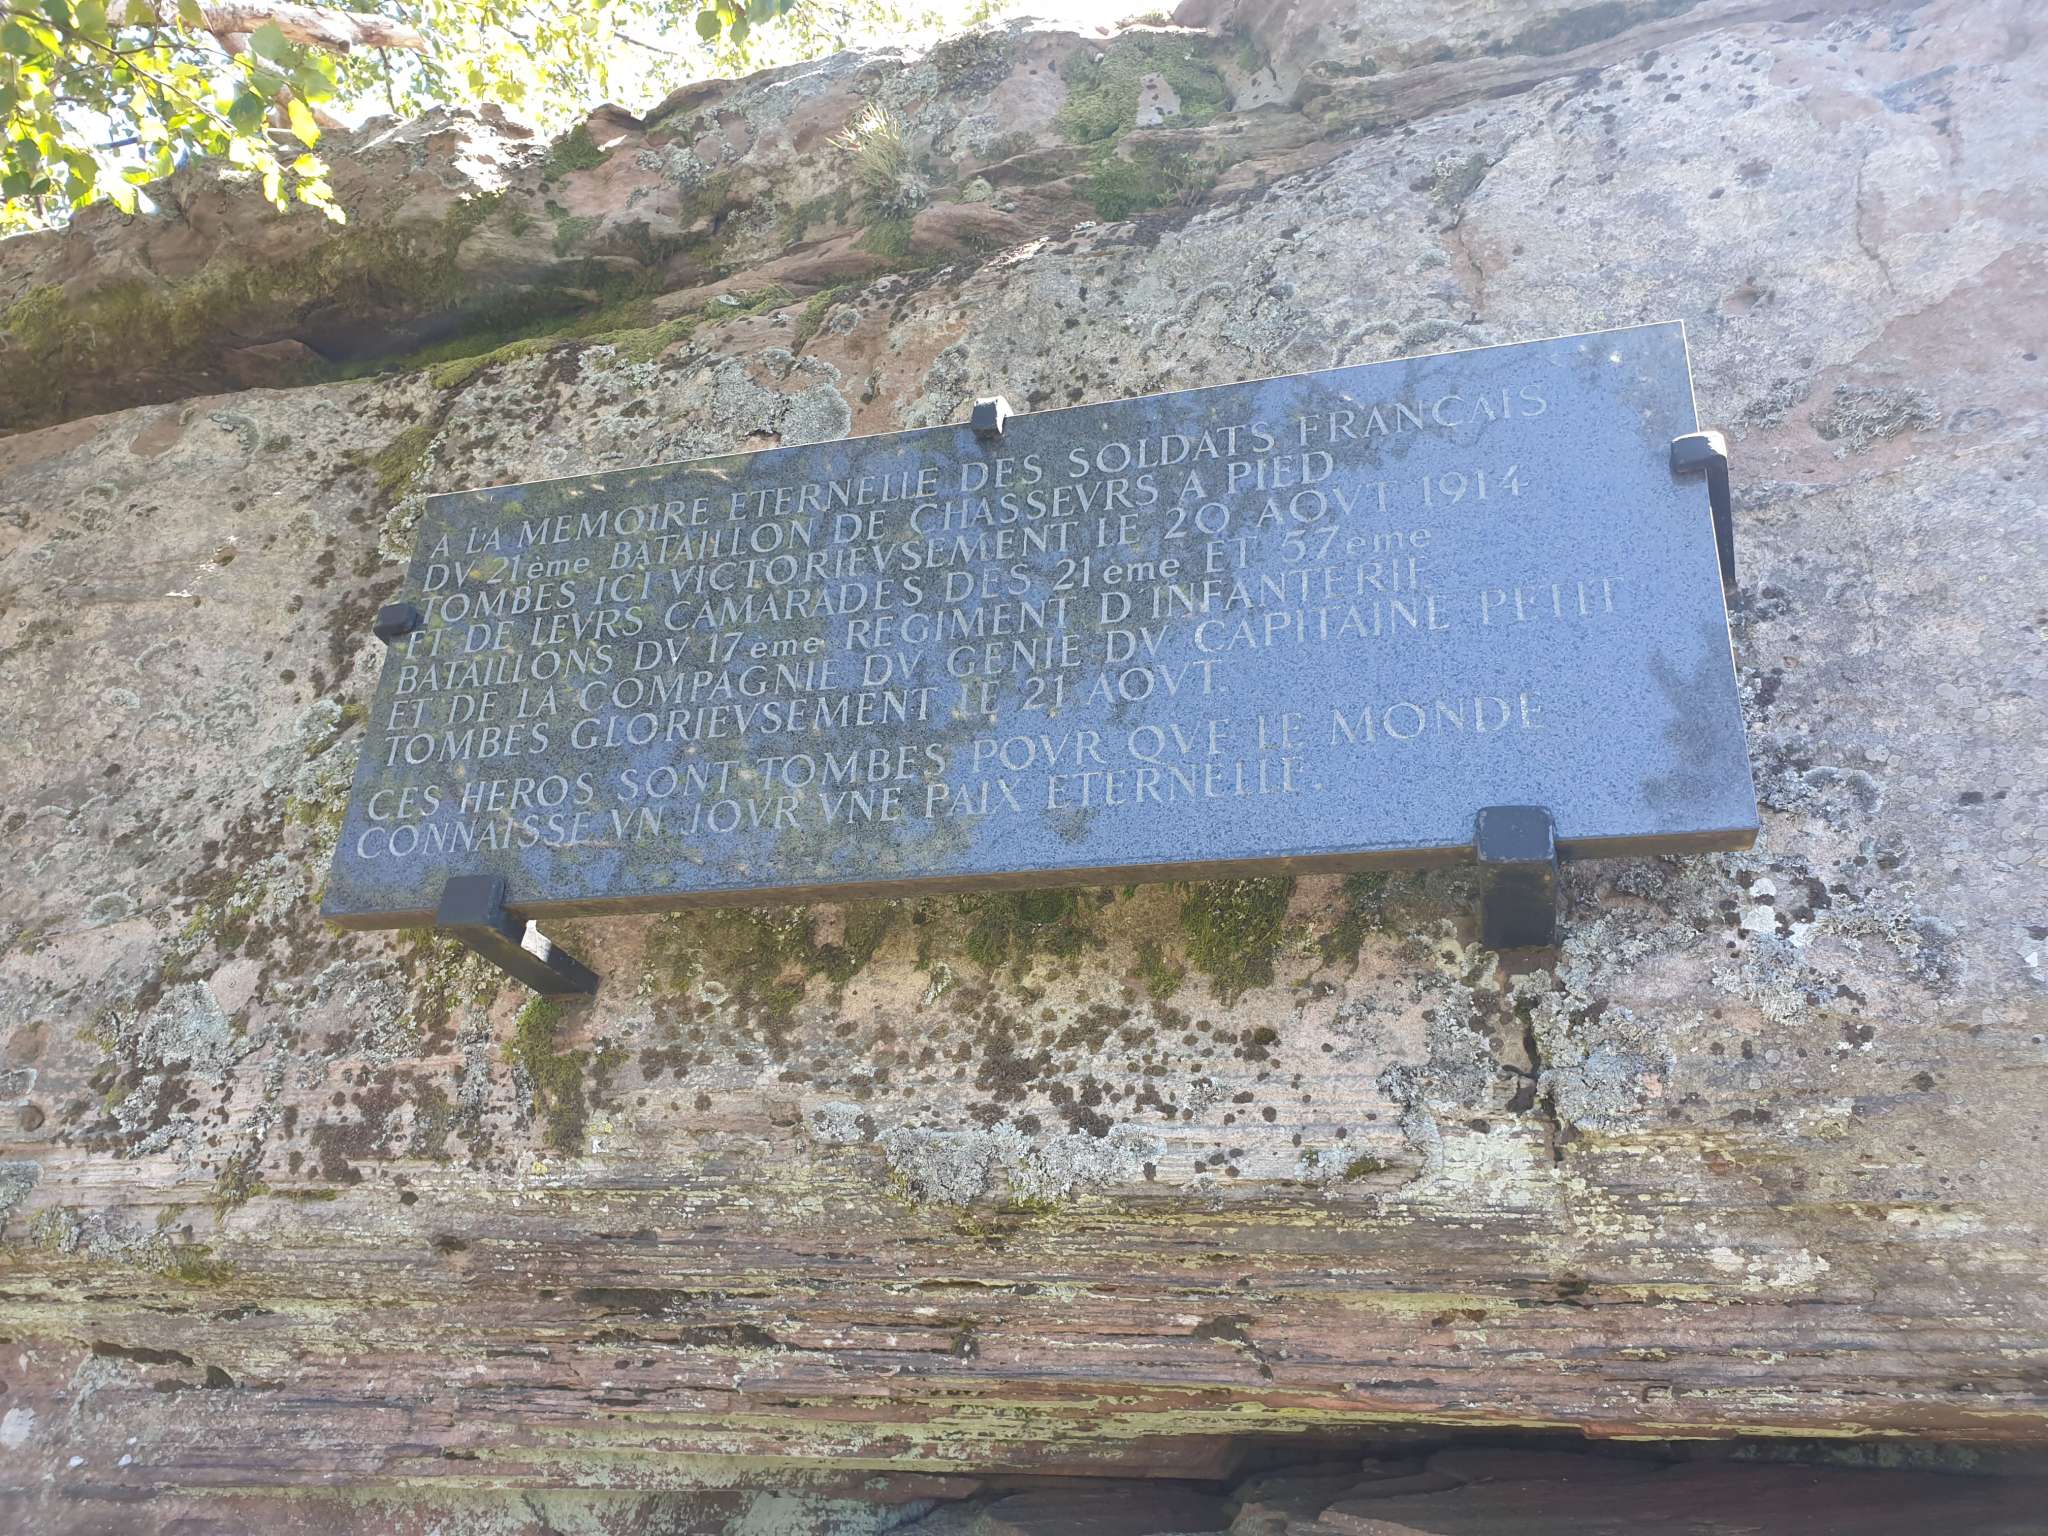 A LA MEMOIRE ETERNELLE DES SOLDATS FRANÇAIS
DV 21ème BATAILLON DE CHASSEVRS A PIED
TOMBES ICI VICTORIEVSEMENT LE 20 AOVT 1914
ET DE LEVRS CAMARADES DES 21eme ET 57eme
BATAILLONS DV 17eme REGIMENT D'INFANTERIE
ET DE LA COMPAGNIE DV GENIE DV CAPITAINE PETIT
TOMBES GLORIEVSEMENT LE 21 AOVT.
CES HEROS SONT TOMBES POVR QVE LE MONDE
CONNAISSE VN JOVR VNE PAIX ETERNELLE.